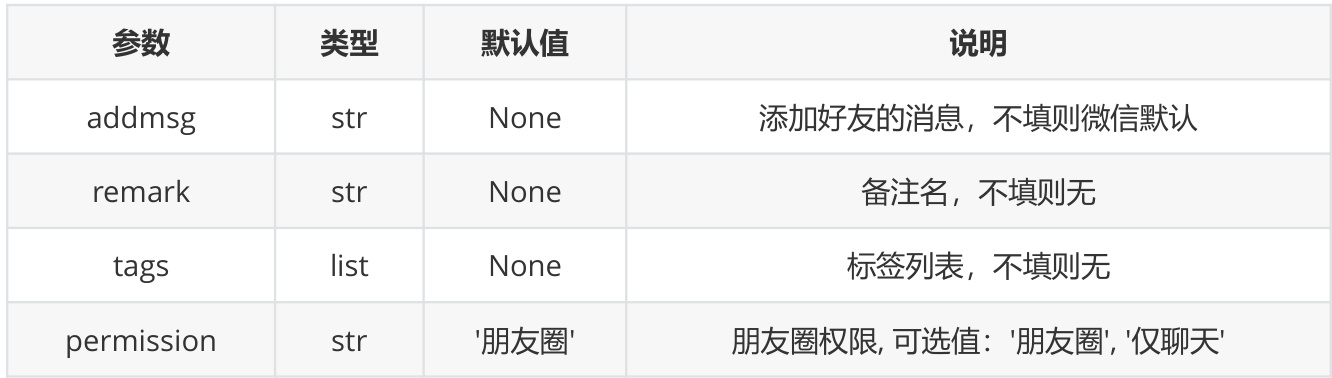 参数 类型 默认值 说明
addmsg str None 添加好友的消息，不填则微信默认
remark str None 备注名，不填则无
tags list None 标签列表，不填则无
permission str '朋友圈' 朋友圈权限, 可选值：'朋友圈', '仅聊天'